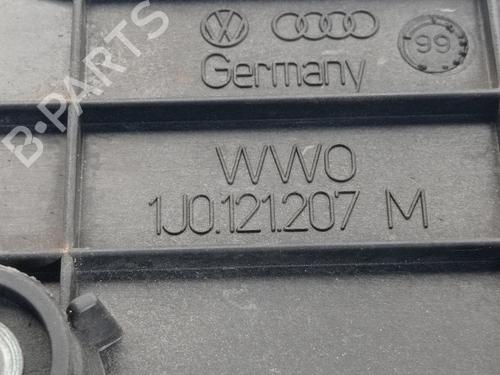 99
Germany
WWO
1J0.121.207 M
B-PARTS